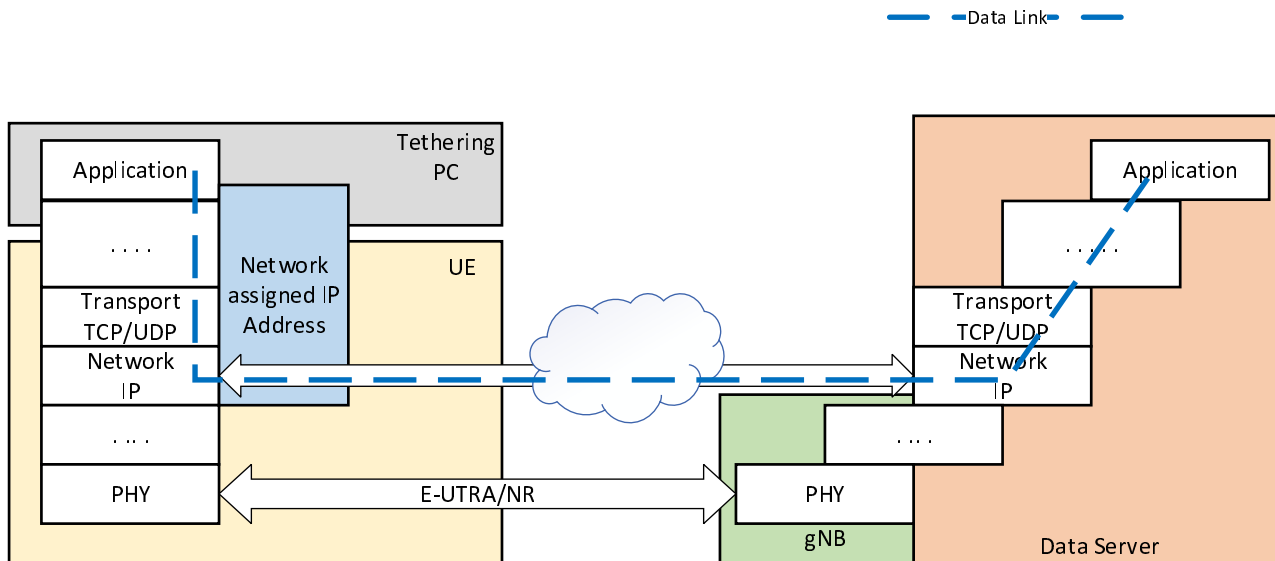 Data Link
Tethering
PC
Application
. . . .
UE
Network
assigned IP
Address
Transport
TCP/UDP
Network
IP
. ... .
PHY
E-UTRA/NR
Application
. . . . .
Transport
TCP/UDP
Network
IP
. ... .
PHY
gNB
Data Server